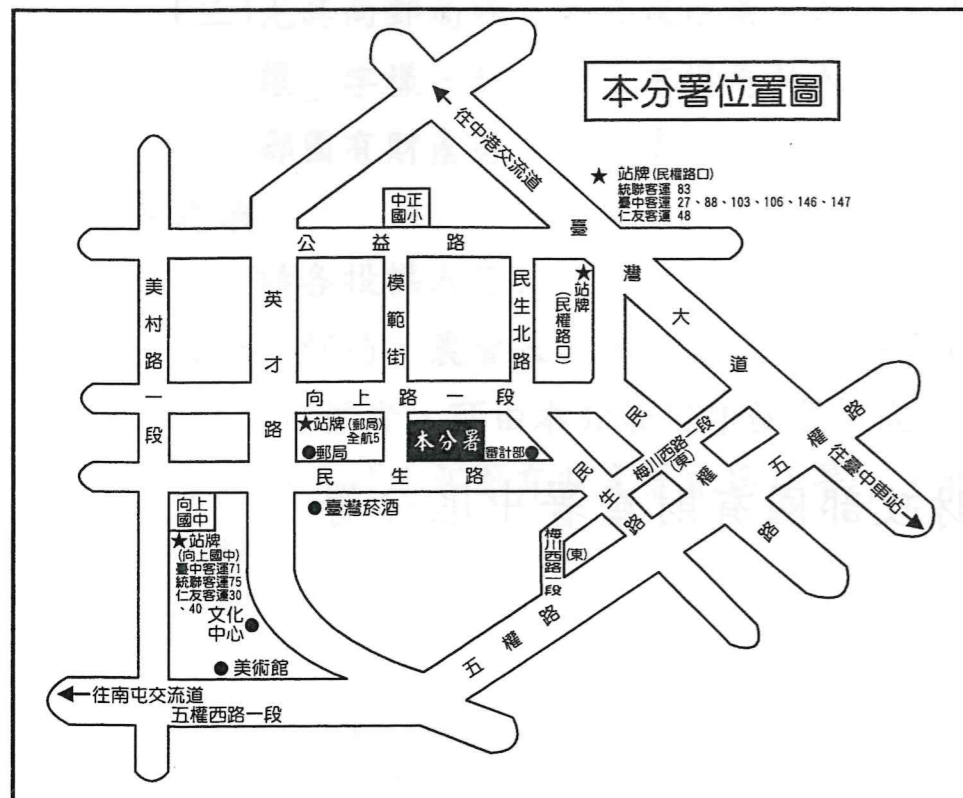 本分署位置圖
往中港交流道
★ 站牌 (民權路口)
統聯客運 83
臺中客運 27、88、103、106、146、147
仁友客運 48
中正
國小
公益路
臺灣大道
美村路一段
英才路
模範街
民生北路
★站牌
(民權路口)
向上路一段
民權路
★站牌 (郵局)
全航5
●郵局
本分署
審計部●
梅川西路一段
(東)
五權路
往臺中車站
民生路
民生路
向上
國中
●臺灣菸酒
★站牌
(向上國中)
臺中客運71
統聯客運75
仁友客運30
、40
梅川西路一段
(東)
文化
中心●
●美術館
五權路
往南屯交流道
五權西路一段